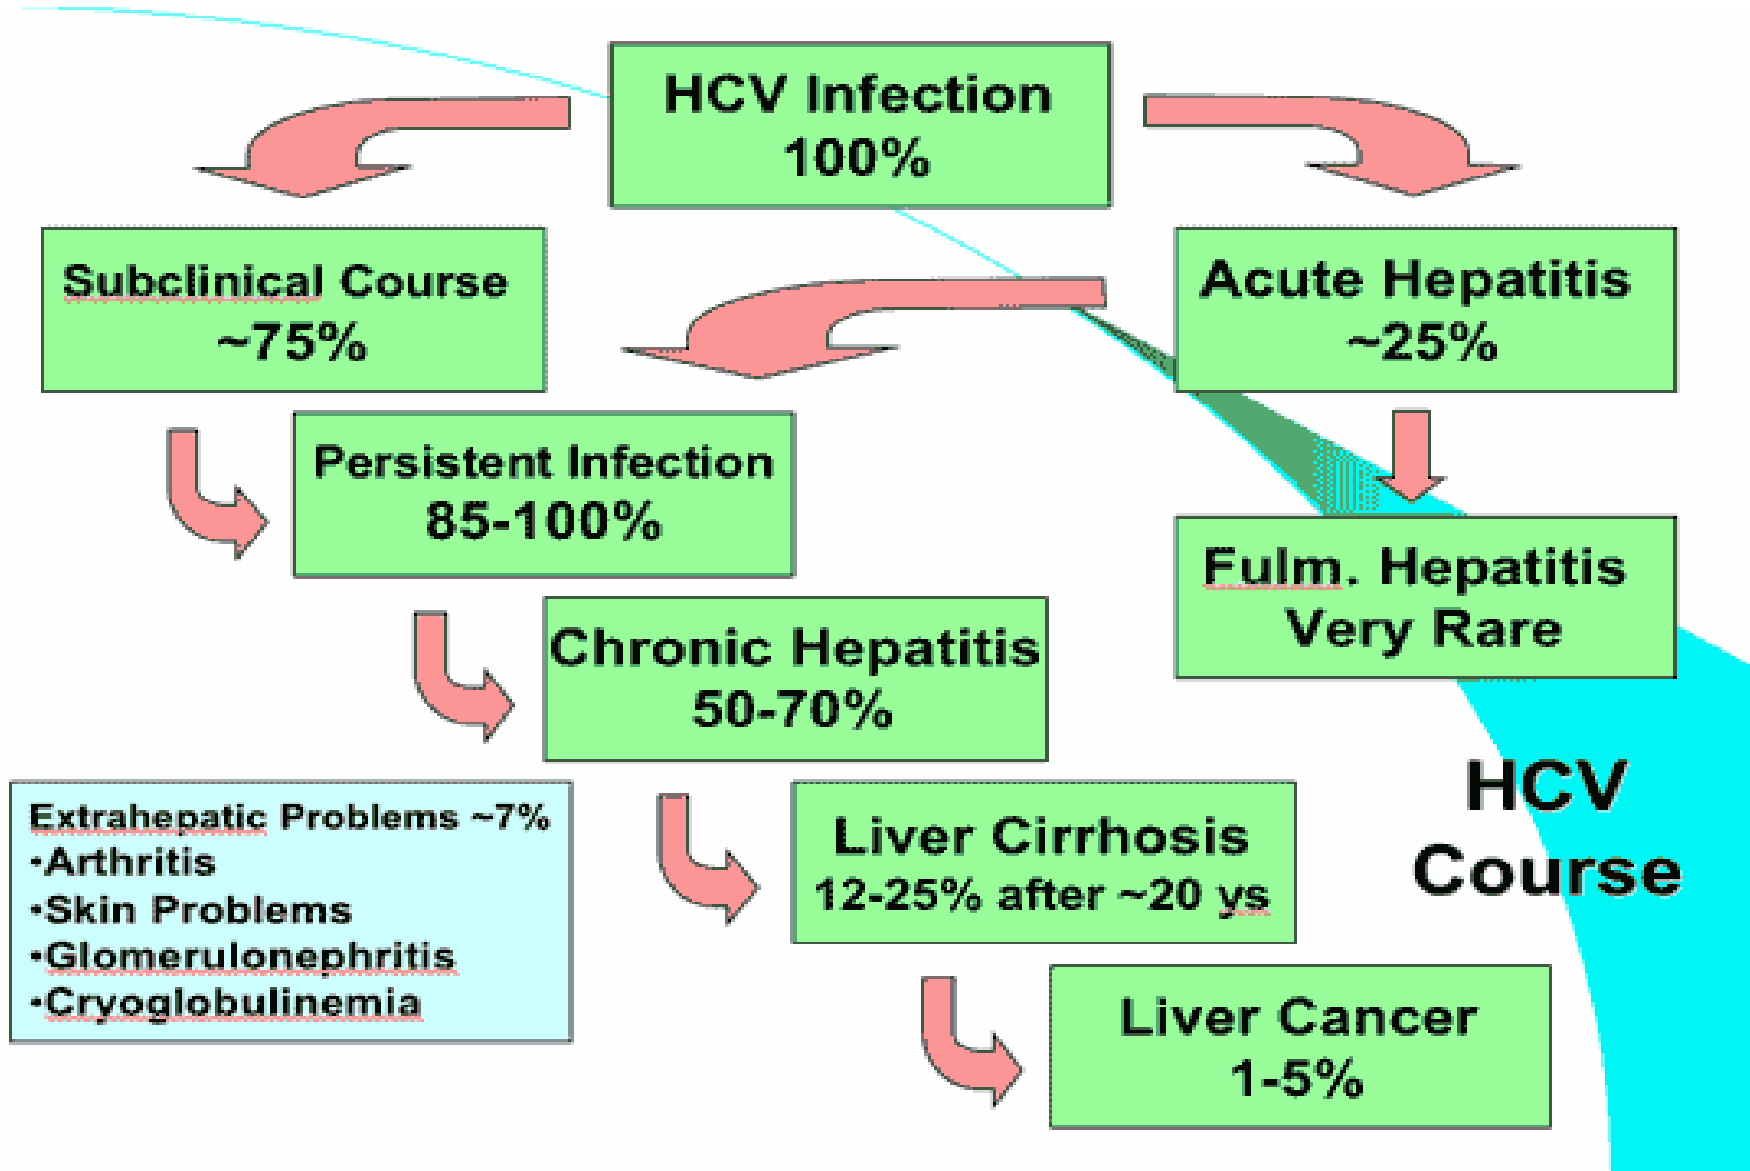 HCV Infection
100%
Subclinical Course
~75%
Acute Hepatitis
~25%
Persistent Infection
85-100%
Fulm. Hepatitis
Very Rare
Chronic Hepatitis
50-70%
Extrahepatic Problems ~7%
•Arthritis
•Skin Problems
•Glomerulonephritis
•Cryoglobulinemia
Liver Cirrhosis
12-25% after ~20 ys
HCV
Course
Liver Cancer
1-5%